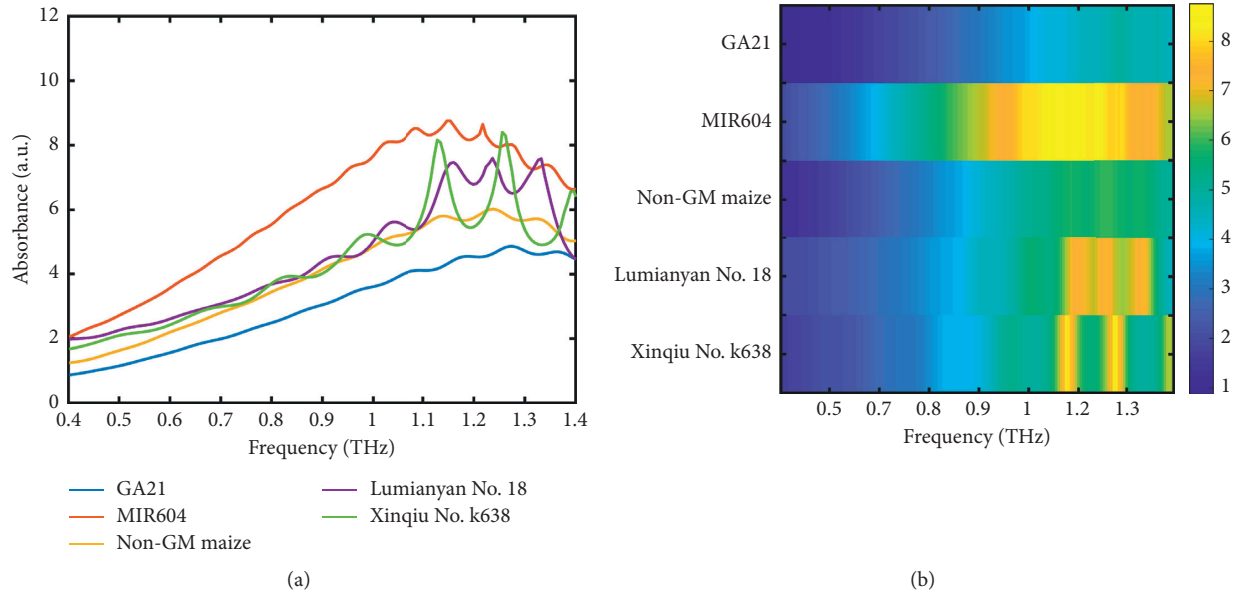 14
12
10
8
6
4
2
0
Absorbance (a.u.)
0.4 0.5 0.6 0.7 0.8 0.9 1 1.1 1.2 1.3 1.4
Frequency (THz)
GA21
MIR604
Non-GM maize
Lumianyan No. 18
Xinqiu No. k638
(a)
GA21
MIR604
Non-GM maize
Lumianyan No. 18
Xinqiu No. k638
0.5 0.7 0.8 0.9 1 1.2 1.3
Frequency (THz)
8
7
6
5
4
3
2
1
(b)